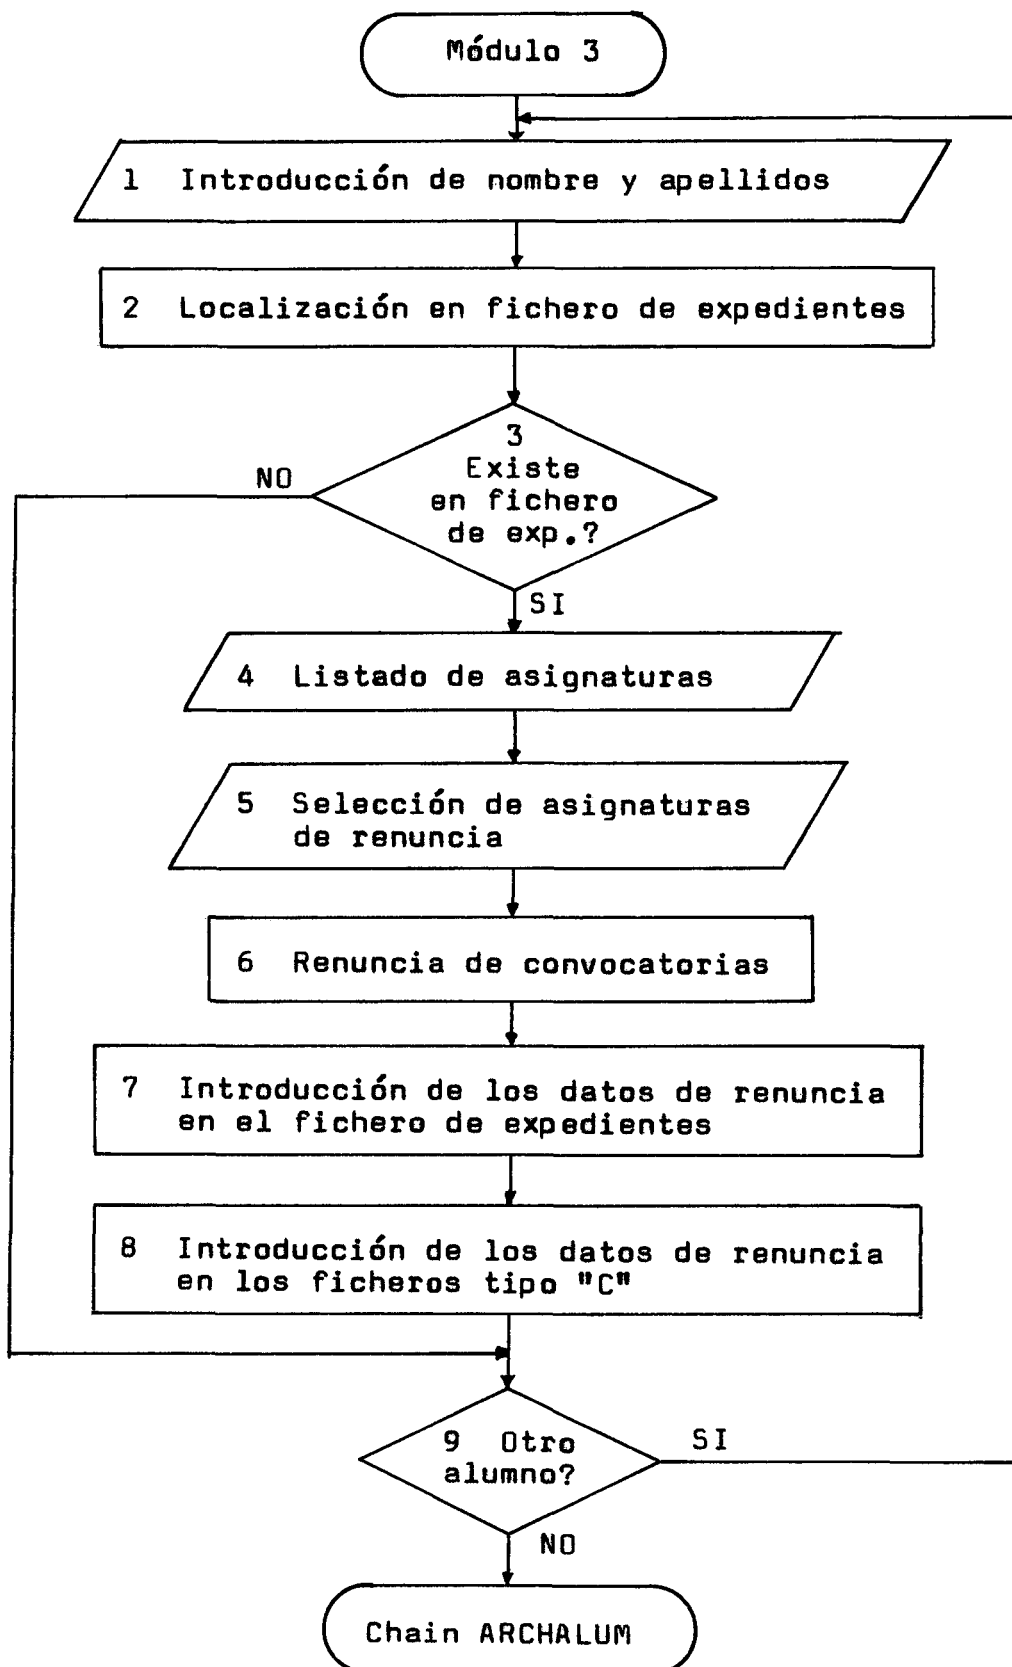 Módulo 3
1 Introducción de nombre y apellidos
2 Localización en fichero de expedientes
3
Existe
en fichero
de exp.?
NO
SI
4 Listado de asignaturas
5 Selección de asignaturas
de renuncia
6 Renuncia de convocatorias
7 Introducción de los datos de renuncia
en el fichero de expedientes
8 Introducción de los datos de renuncia
en los ficheros tipo "C"
9 Otro
alumno?
SI
NO
Chain ARCHALUM